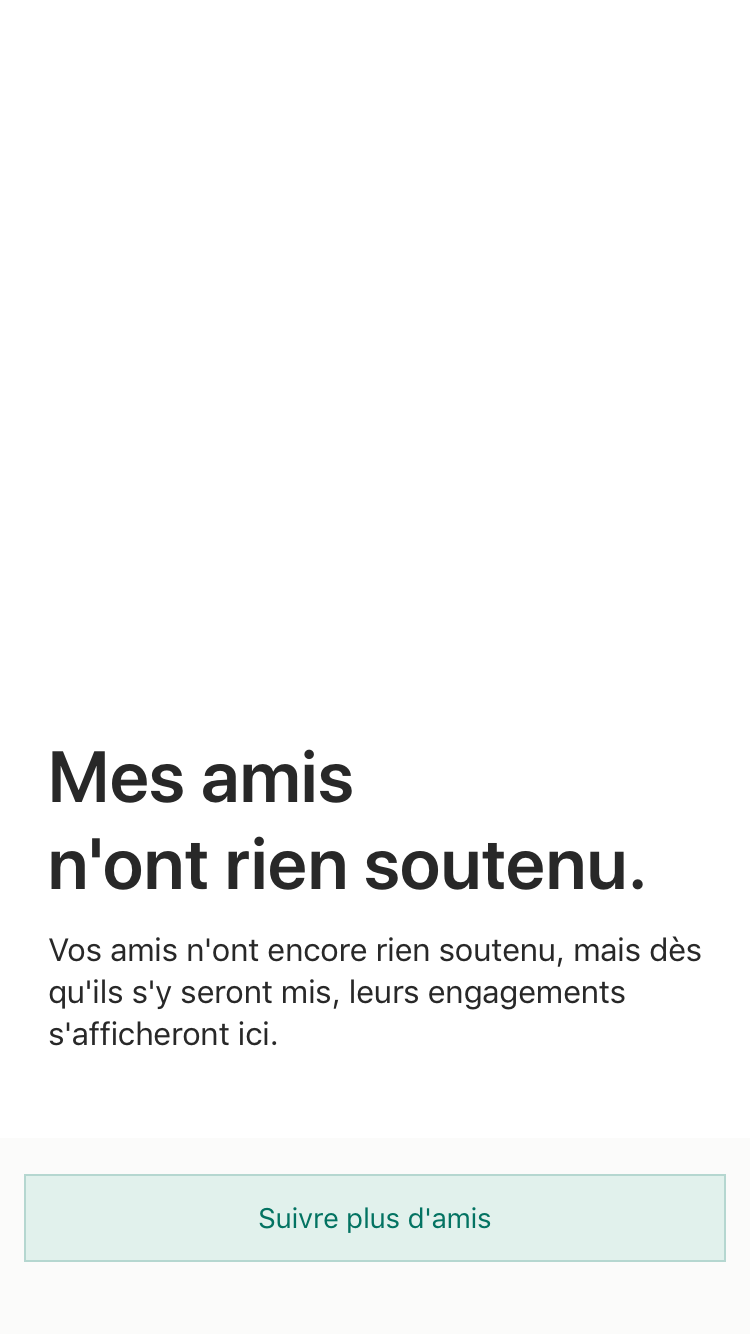 Mes amis
n'ont rien soutenu.
Vos amis n'ont encore rien soutenu, mais dès
qu'ils s'y seront mis, leurs engagements
s'afficheront ici.
Suivre plus d'amis